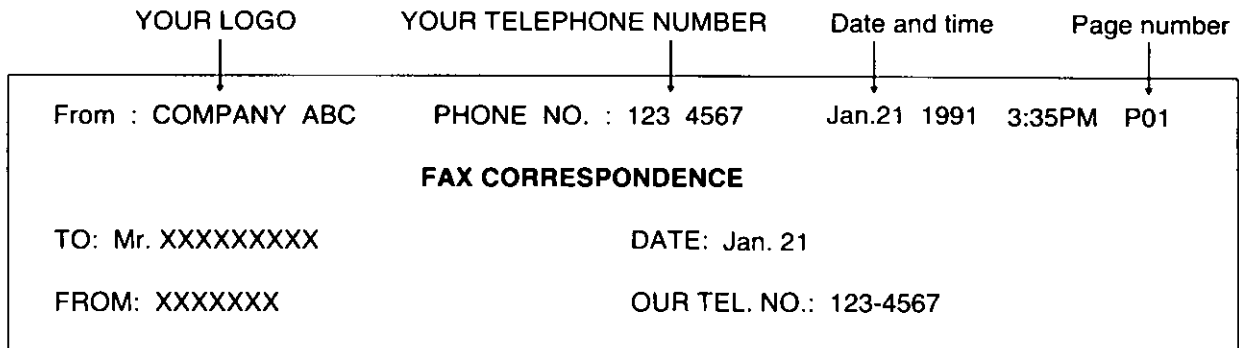 YOUR LOGO YOUR TELEPHONE NUMBER Date and time Page number
From : COMPANY ABC PHONE NO. : 123 4567 Jan.21 1991 3:35PM P01
FAX CORRESPONDENCE
TO: Mr. XXXXXXXXX DATE: Jan. 21
FROM: XXXXXXX OUR TEL. NO.: 123-4567